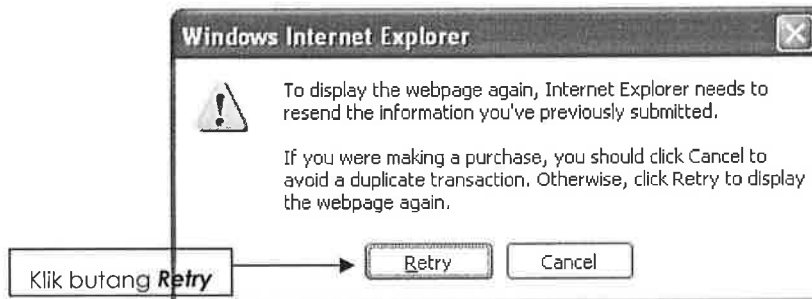 Windows Internet Explorer
To display the webpage again, Internet Explorer needs to
resend the information you've previously submitted.
If you were making a purchase, you should click Cancel to
avoid a duplicate transaction. Otherwise, click Retry to display
the webpage again.
Klik butang Retry
Retry
Cancel